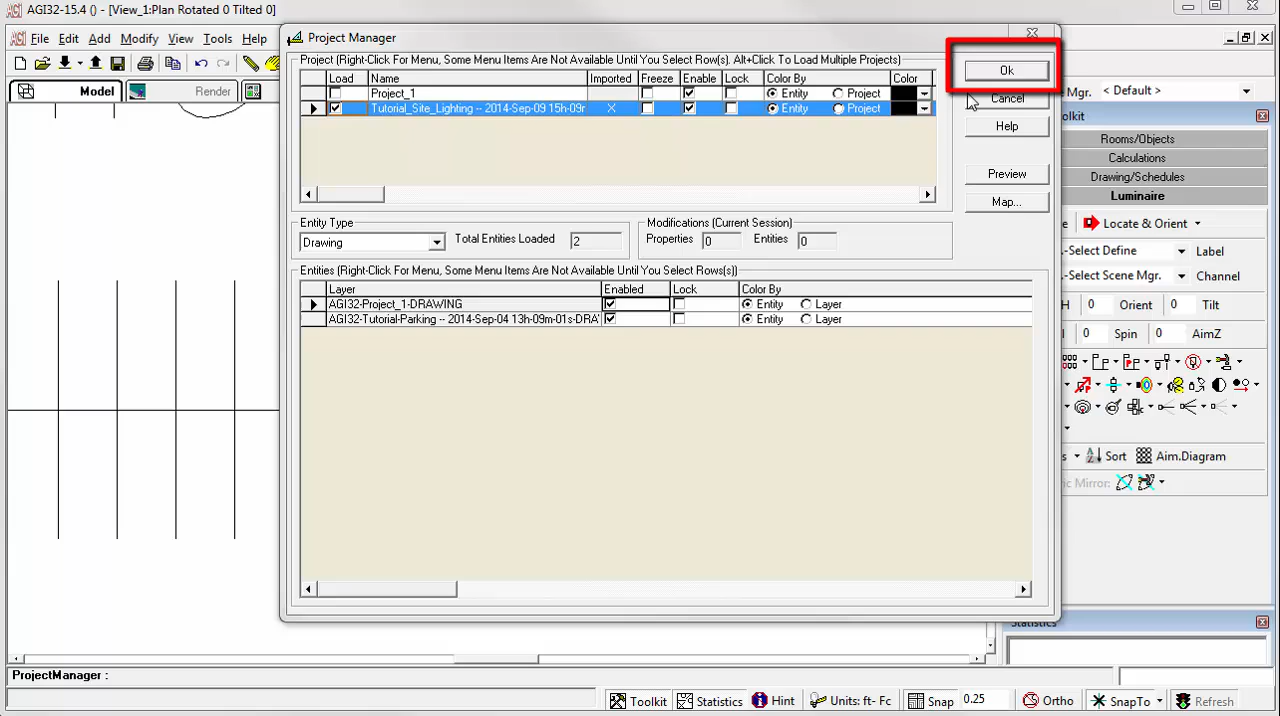 AGI32-15.4 () - [View_1:Plan Rotated 0 Tilted 0]
AGI File Edit Add Modify View Tools Help
Model Render
Project Manager
Project (Right-Click For Menu, Some Menu Items Are Not Available Until You Select Row(s). Alt+Click To Load Multiple Projects)
Load Name Imported Freeze Enable Lock Color By Color
Project_1 Entity Project
Tutorial_Site_Lighting -- 2014-Sep-09 15h-09r X Entity Project
Ok
Cancel
Help
Preview
Map...
Entity Type
Drawing
Total Entities Loaded 2
Modifications (Current Session)
Properties 0 Entities 0
Entities (Right-Click For Menu, Some Menu Items Are Not Available Until You Select Rows(s))
Layer Enabled Lock Color By
AGI32-Project_1-DRAWING Entity Layer
AGI32-Tutorial-Parking -- 2014-Sep-04 13h-09m-01s-DRA Entity Layer
Mgr. < Default >
olkit
Rooms/Objects
Calculations
Drawing/Schedules
Luminaire
e Locate & Orient
.-Select Define Label
-Select Scene Mgr. Channel
H 0 Orient 0 Tilt
0 Spin 0 AimZ
s Sort Aim.Diagram
ic Mirror:
Statistics
ProjectManager :
Toolkit Statistics Hint Units: ft- Fc Snap 0.25 Ortho SnapTo Refresh